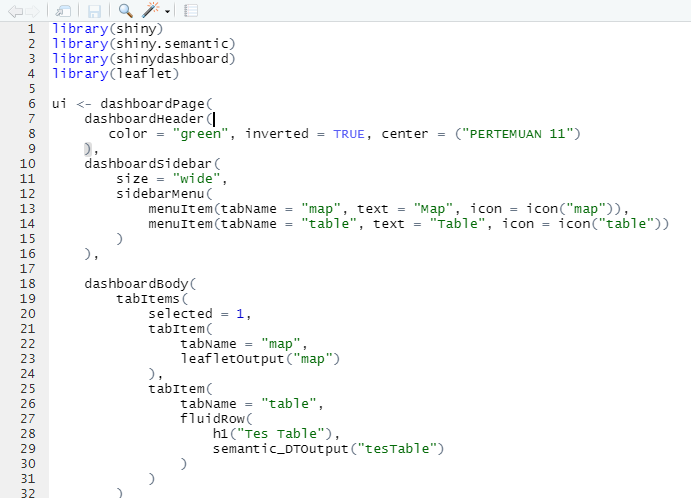 1 library(shiny)
2 library(shiny.semantic)
3 library(shinydashboard)
4 library(leaflet)
5
6 ui <- dashboardPage(
7     dashboardHeader(
8        color = "green", inverted = TRUE, center = ("PERTEMUAN 11")
9     ),
10     dashboardSidebar(
11         size = "wide",
12         sidebarMenu(
13             menuItem(tabName = "map", text = "Map", icon = icon("map")),
14             menuItem(tabName = "table", text = "Table", icon = icon("table"))
15         )
16     ),
17
18     dashboardBody(
19         tabItems(
20             selected = 1,
21             tabItem(
22                 tabName = "map",
23                 leafletOutput("map")
24             ),
25             tabItem(
26                 tabName = "table",
27                 fluidRow(
28                     h1("Tes Table"),
29                     semantic_DTOutput("tesTable")
30                 )
31             )
32         )